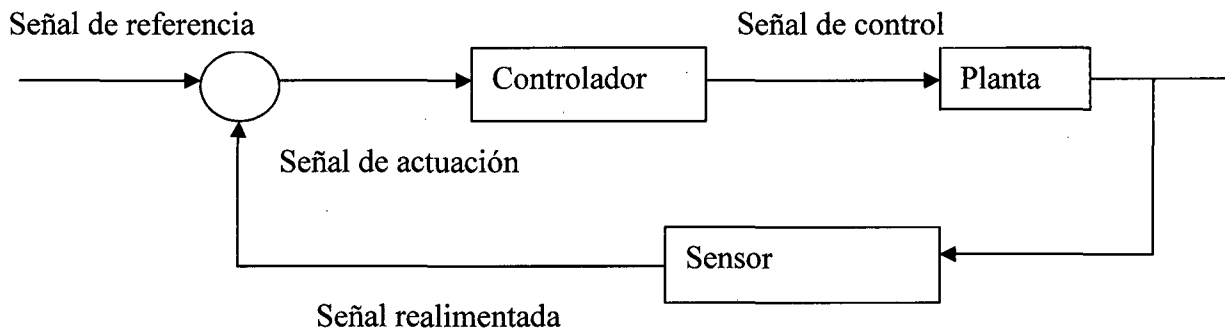 Señal de referencia
Señal de control
Controlador
Planta
Señal de actuación
Sensor
Señal realimentada